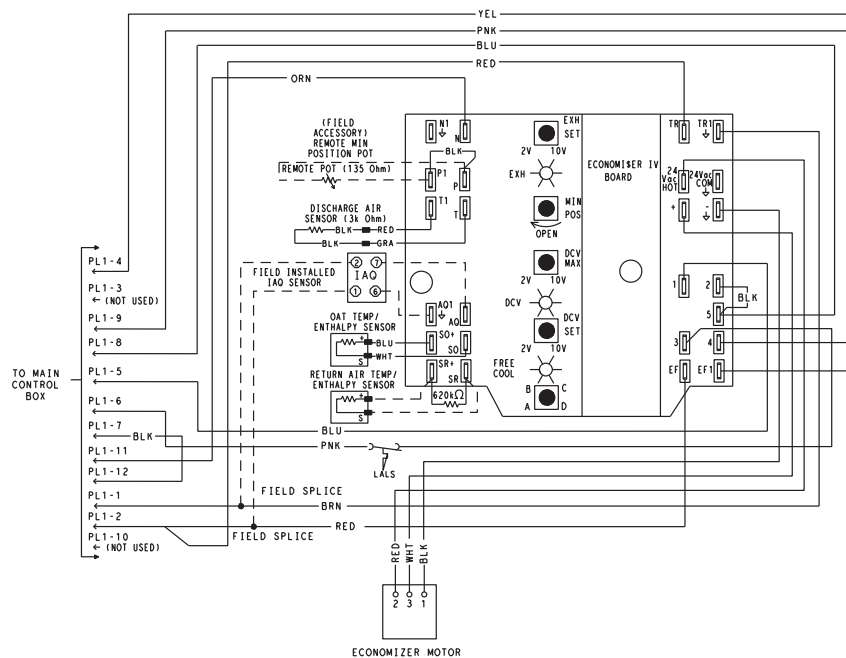 YEL
PNK
BLU
RED
ORN
(FIELD
ACCESSORY)
REMOTE MIN
POSITION POT
REMOTE POT (135 Ohm)
N1
N
BLK
P1
P
T1
T
DISCHARGE AIR
SENSOR (3k Ohm)
BLK
RED
BLK
GRA
EXH
SET
2V 10V
EXH
MIN
POS
OPEN
DCV
MAX
2V 10V
DCV
DCV
SET
2V 10V
FREE
COOL
B C
A D
ECONOMI$ER IV
BOARD
TR TR1
24
Vac
HOT
24Vac
COM
+ -
1 2
BLK
5
3 4
EF EF1
FIELD INSTALLED
IAQ SENSOR
2 7
IAQ
1 6
AQ1
AQ
OAT TEMP/
ENTHALPY SENSOR
+
S
BLU
WHT
SO+
SO
SR+
SR
RETURN AIR TEMP/
ENTHALPY SENSOR
+
S
620kΩ
TO MAIN
CONTROL
BOX
PL1-4
PL1-3
(NOT USED)
PL1-9
PL1-8
PL1-5
PL1-6
PL1-7
BLK
PL1-11
PL1-12
PL1-1
PL1-2
PL1-10
(NOT USED)
BLU
PNK
LALS
FIELD SPLICE
BRN
RED
FIELD SPLICE
RED
WHT
BLK
2 3 1
ECONOMIZER MOTOR